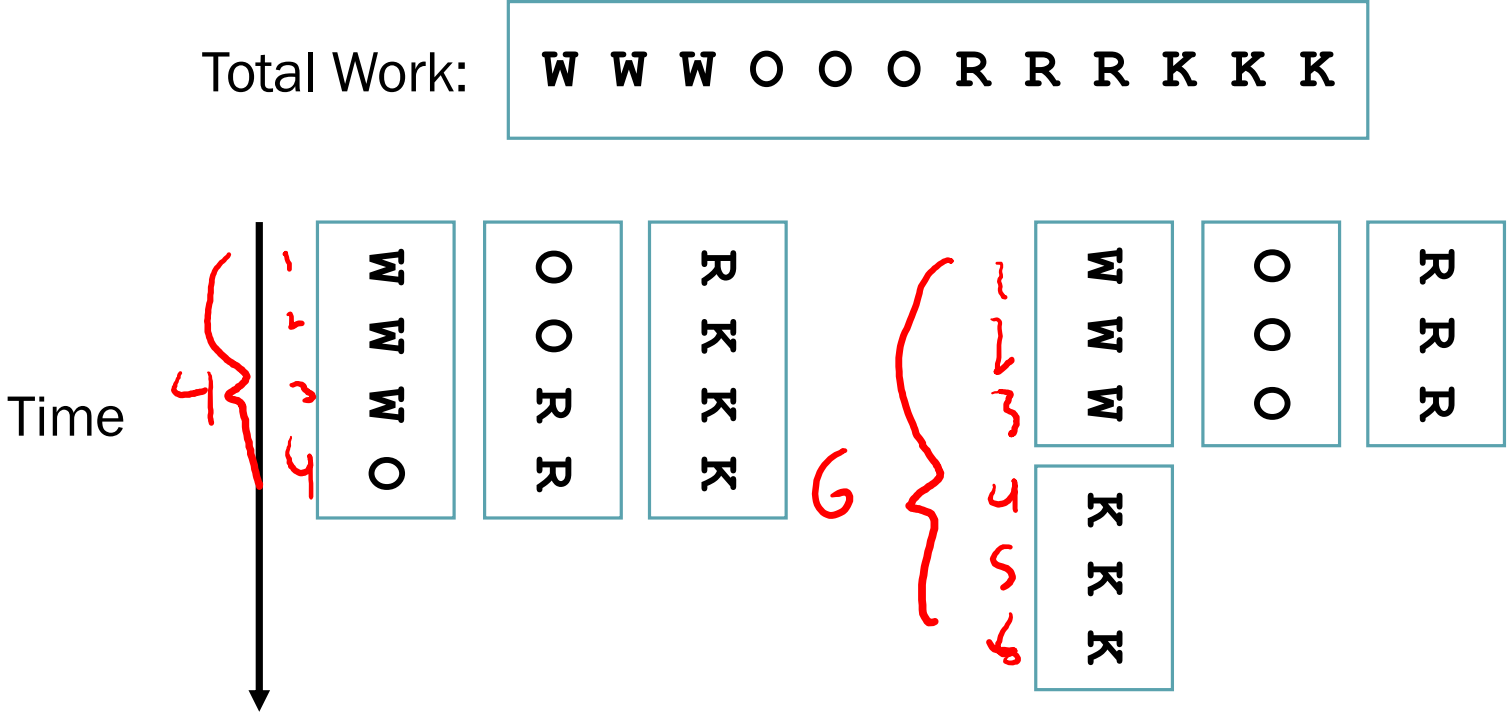 Total Work: W W W O O O R R R K K K
1 W O R 1 W O R
2 W O K 2 W O R
4 3 W R K 3 W O R
Time
4 O R K 6 4 K
5 K
6 K